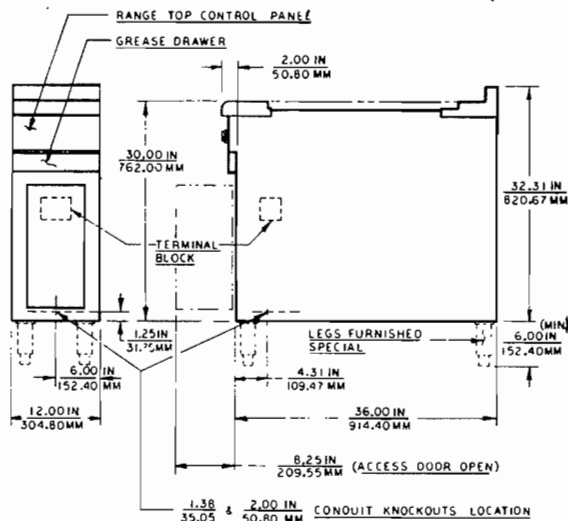 RANGE TOP CONTROL PANEL
GREASE DRAWER
2.00 IN
50.80 MM
30.00 IN
762.00 MM
32.31 IN
820.67 MM
TERMINAL
BLOCK
1.25 IN
31.75 MM
LEGS FURNISHED
SPECIAL
(MIN)
6.00 IN
152.40 MM
6.00 IN
152.40 MM
4.31 IN
109.47 MM
12.00 IN
304.80 MM
36.00 IN
914.40 MM
8.25 IN
209.55 MM (ACCESS DOOR OPEN)
1.38 & 2.00 IN CONDUIT KNOCKOUTS LOCATION
35.05 50.80 MM